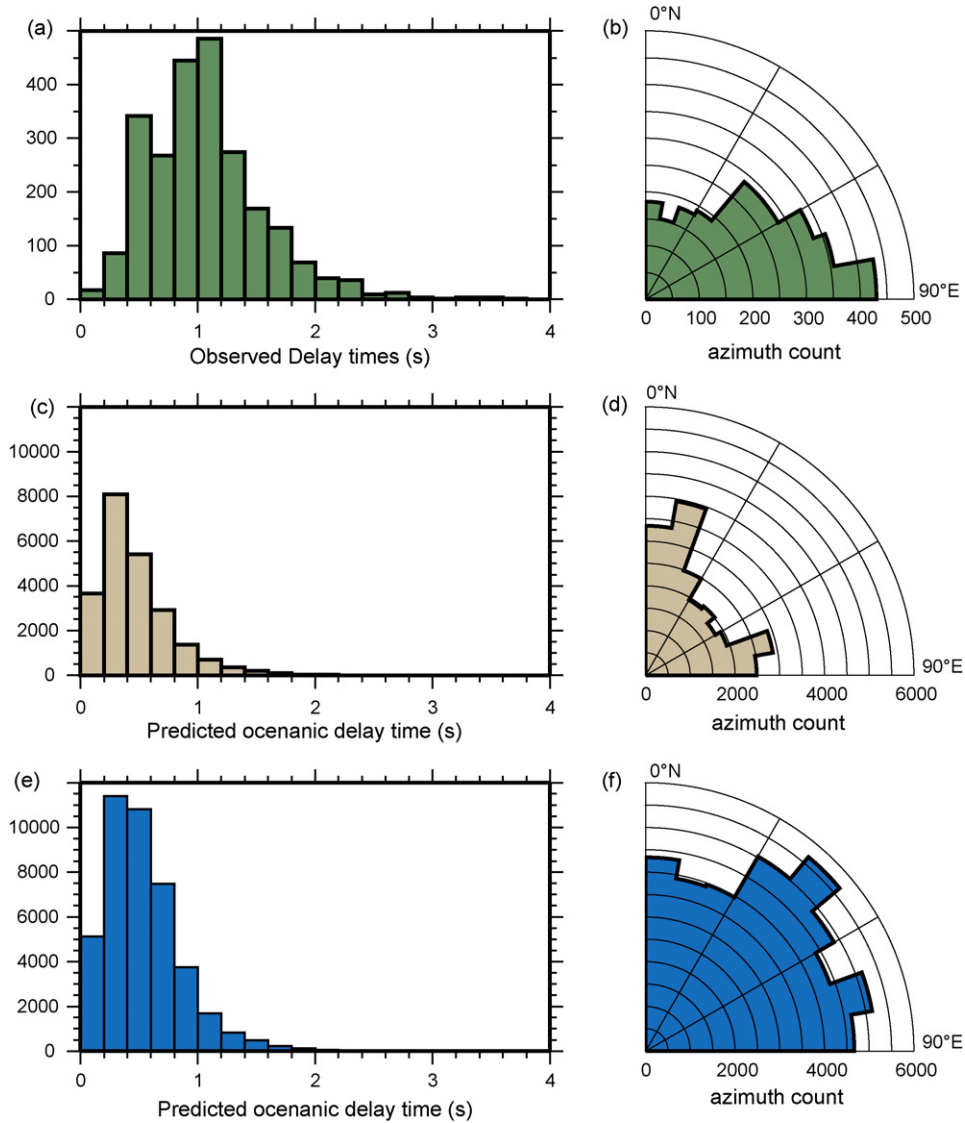 (a)
400
300
200
100
0
0 1 2 3 4
Observed Delay times (s)
(b)
0°N
90°E
0 100 200 300 400 500
azimuth count
(c)
10000
8000
6000
4000
2000
0
0 1 2 3 4
Predicted ocenanic delay time (s)
(d)
0°N
90°E
0 2000 4000 6000
azimuth count
(e)
10000
8000
6000
4000
2000
0
0 1 2 3 4
Predicted ocenanic delay time (s)
(f)
0°N
90°E
0 2000 4000 6000
azimuth count